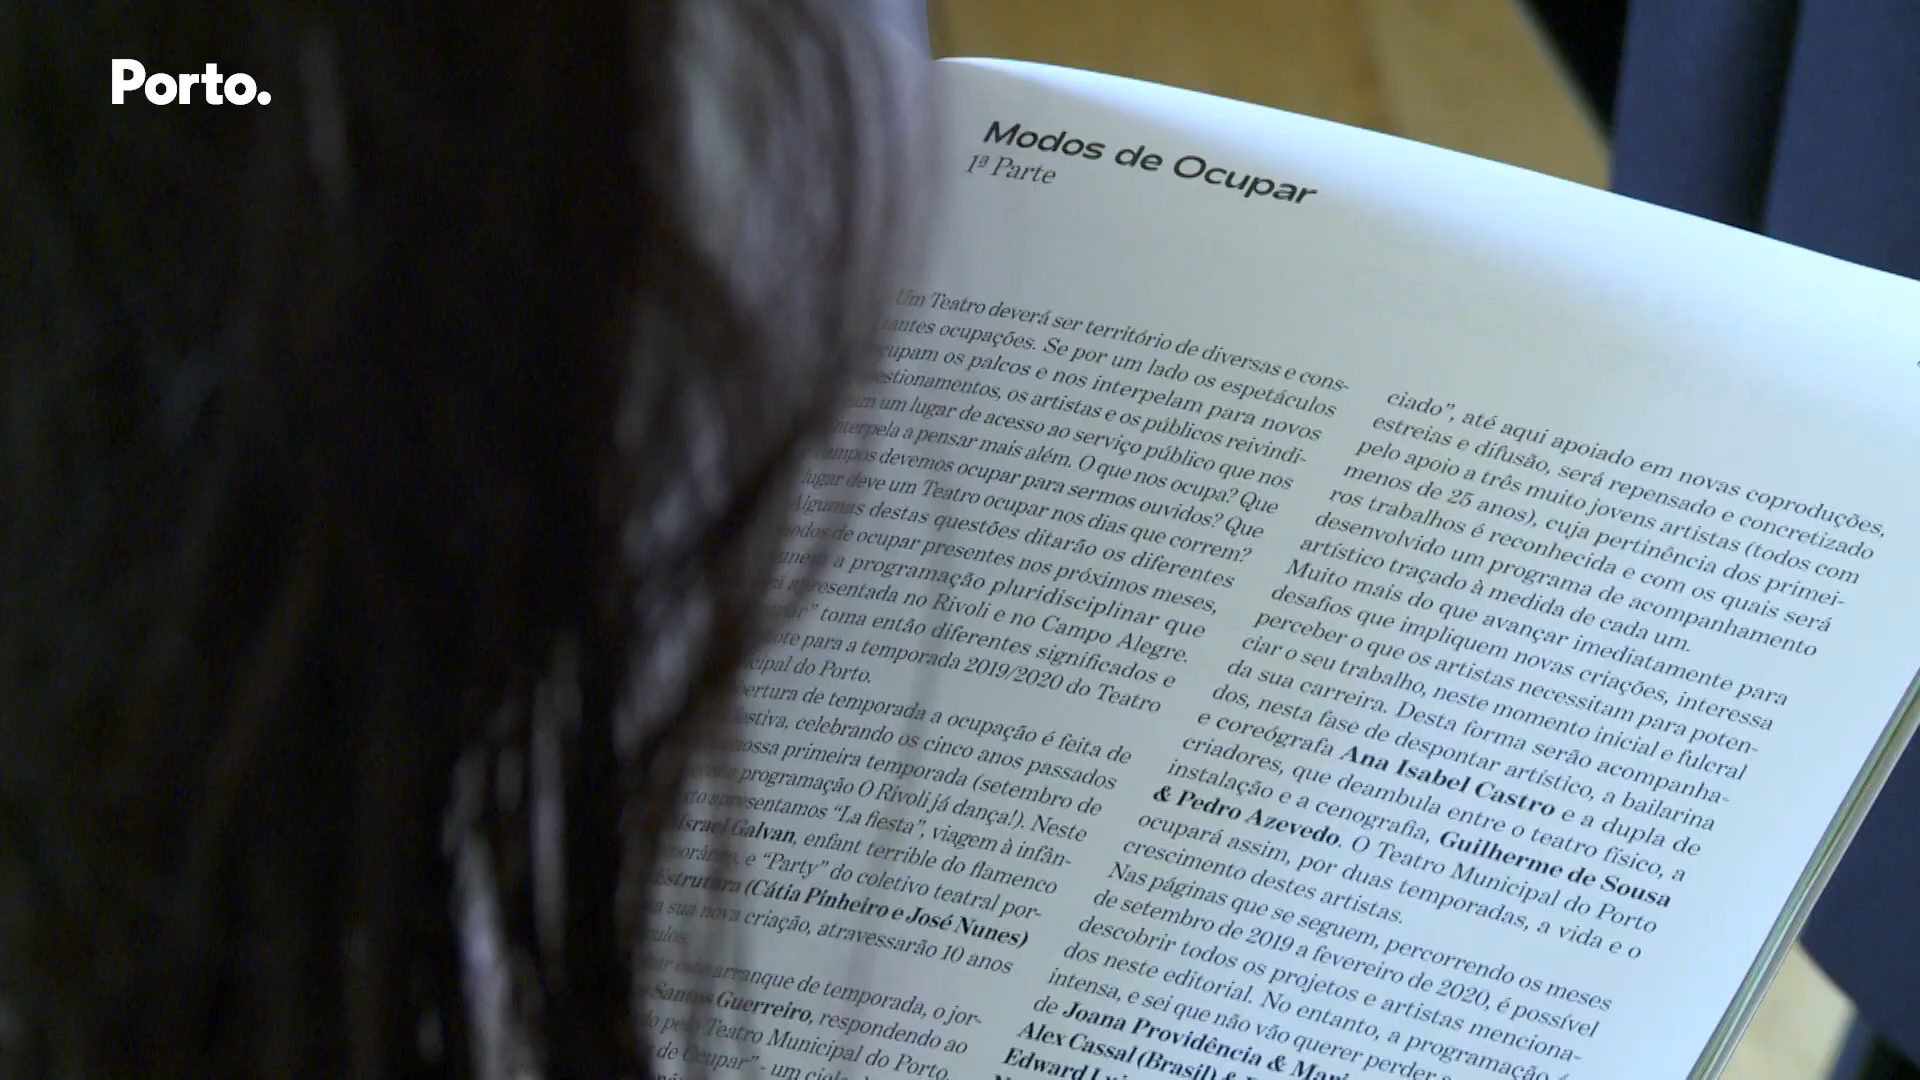 Porto.
Modos de Ocupar
1ª Parte
Um Teatro deverá ser território de diversas e cons-
tantes ocupações. Se por um lado os espetáculos
cupam os palcos e nos interpelam para novos
estionamentos, os artistas e os públicos reivindi-
um lugar de acesso ao serviço público que nos
interpela a pensar mais além. O que nos ocupa? Que
campos devemos ocupar para sermos ouvidos? Que
lugar deve um Teatro ocupar nos dias que correm?
Algumas destas questões ditarão os diferentes
modos de ocupar presentes nos próximos meses,
a programação pluridisciplinar que
apresentada no Rivoli e no Campo Alegre.
toma então diferentes significados e
para a temporada 2019/2020 do Teatro
cipal do Porto.
ertura de temporada a ocupação é feita de
estiva, celebrando os cinco anos passados
nossa primeira temporada (setembro de
programação O Rivoli já dança!). Neste
apresentamos “La fiesta”, viagem à infân-
Israel Galvan, enfant terrible do flamenco
e “Party” do coletivo teatral por-
Estrutura (Cátia Pinheiro e José Nunes)
sua nova criação, atravessarão 10 anos
culos.
arranque de temporada, o jor-
Santos Guerreiro, respondendo ao
pelo Teatro Municipal do Porto,
de Ocupar” - um ciclo
ciado”, até aqui apoiado em novas coproduções,
estreias e difusão, será repensado e concretizado
pelo apoio a três muito jovens artistas (todos com
menos de 25 anos), cuja pertinência dos primei-
ros trabalhos é reconhecida e com os quais será
desenvolvido um programa de acompanhamento
artístico traçado à medida de cada um.
Muito mais do que avançar imediatamente para
desafios que impliquem novas criações, interessa
perceber o que os artistas necessitam para poten-
ciar o seu trabalho, neste momento inicial e fulcral
da sua carreira. Desta forma serão acompanha-
dos, nesta fase de despontar artístico, a bailarina
e coreógrafa Ana Isabel Castro e a dupla de
criadores, que deambula entre o teatro físico, a
instalação e a cenografia, Guilherme de Sousa
& Pedro Azevedo. O Teatro Municipal do Porto
ocupará assim, por duas temporadas, a vida e o
crescimento destes artistas.
Nas páginas que se seguem, percorrendo os meses
de setembro de 2019 a fevereiro de 2020, é possível
descobrir todos os projetos e artistas menciona-
dos neste editorial. No entanto, a programação é
intensa, e sei que não vão querer perder
de Joana Providência &
Alex Cassal (Brasil) &
Edward